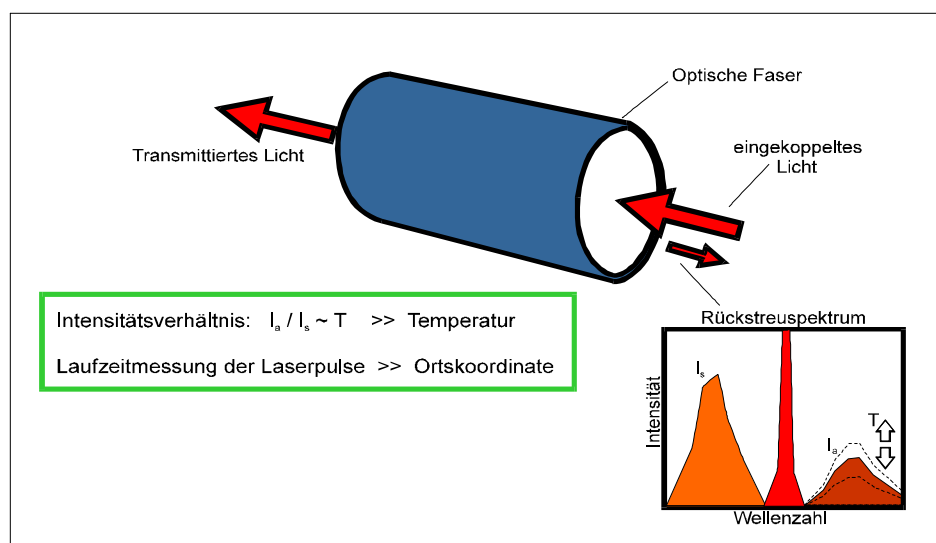 Optische Faser
eingekoppeltes
Licht
Transmittiertes Licht
Intensitätsverhältnis: Iₐ / Iₛ ~ T >> Temperatur
Laufzeitmessung der Laserpulse >> Ortskoordinate
Rückstreuspektrum
Iₛ
T
Iₐ
Intensität
Wellenzahl